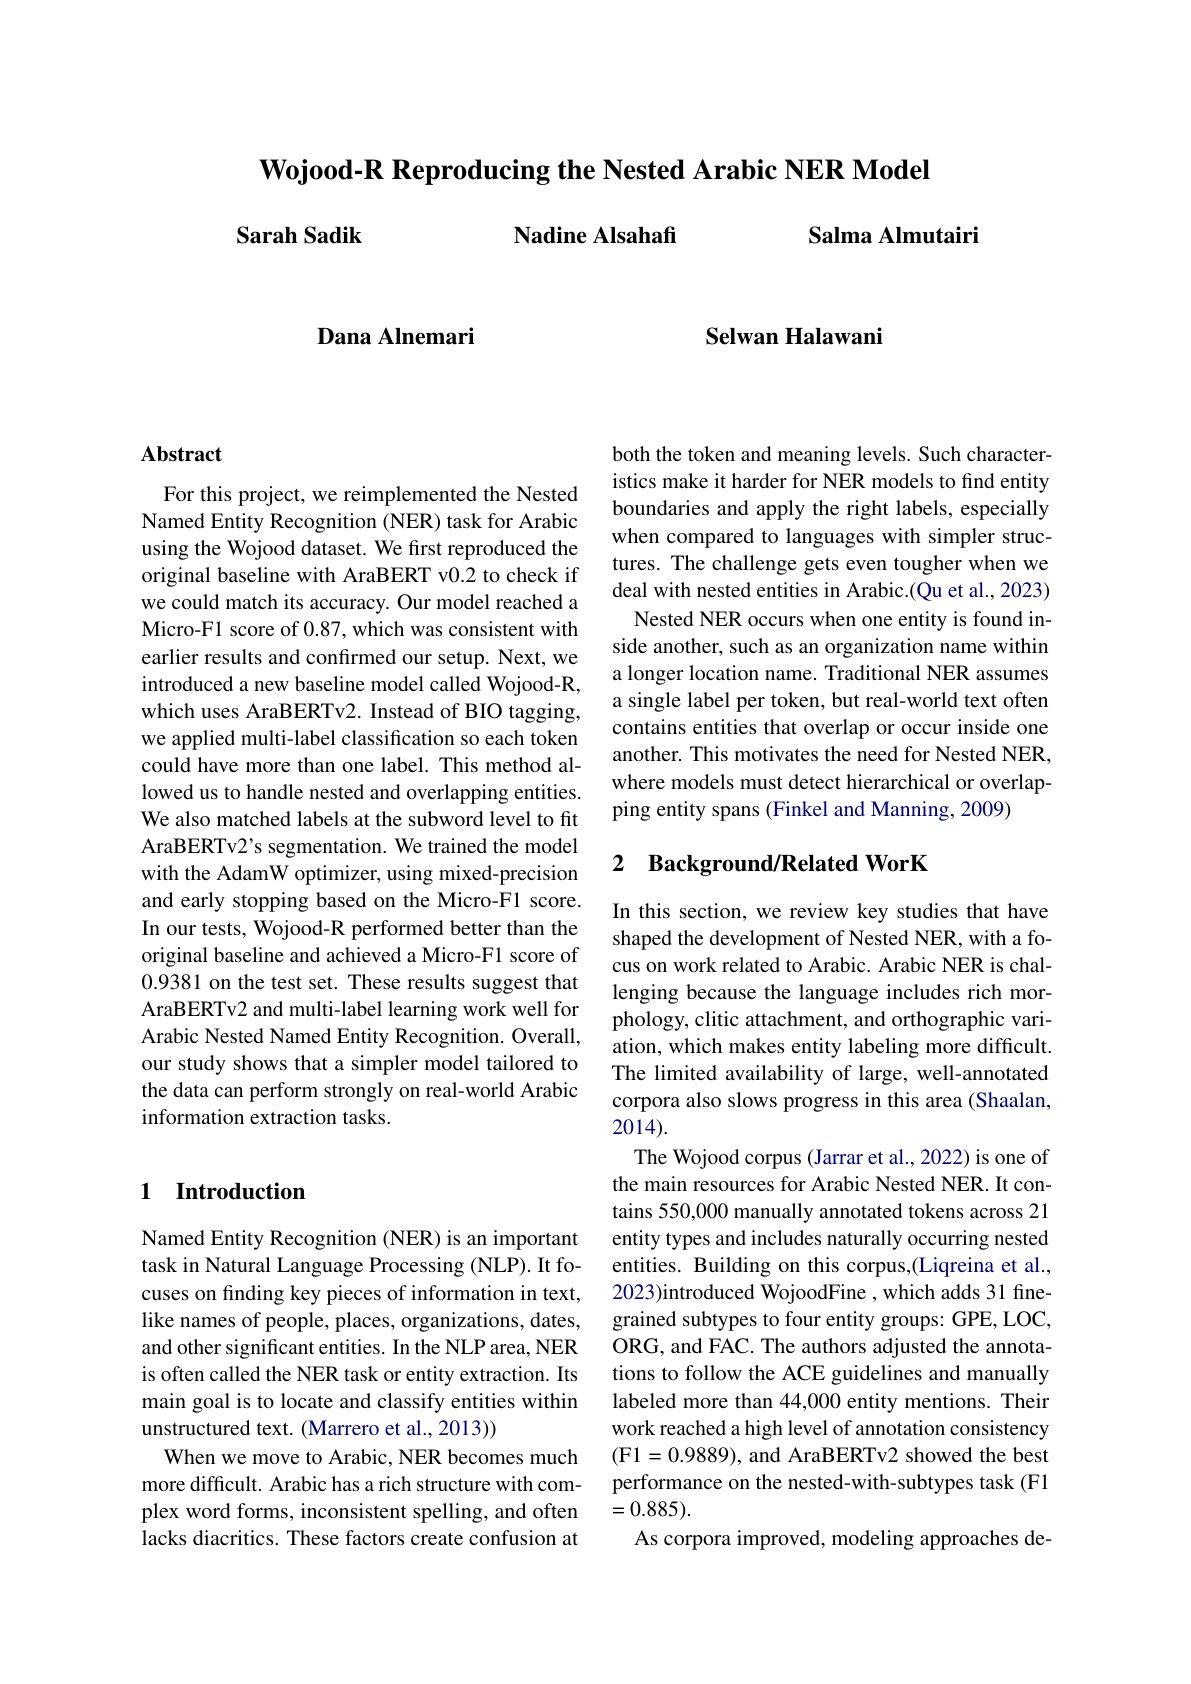 Wojood-R Reproducing the Nested Arabic NER Model
Sarah Sadik
Nadine Alsahafi
Salma Almutairi
Dana Alnemari
Selwan Halawani
Abstract
For this project, we reimplemented the Nested
Named Entity Recognition (NER) task for Arabic
using the Wojood dataset. We first reproduced the
original baseline with AraBERT v0.2 to check if
we could match its accuracy. Our model reached a
Micro-F1 score of 0.87, which was consistent with
earlier results and confirmed our setup. Next, we
introduced a new baseline model called Wojood-R,
which uses AraBERTv2. Instead of BIO tagging,
we applied multi-label classification so each token
could have more than one label. This method al-
lowed us to handle nested and overlapping entities.
We also matched labels at the subword level to fit
AraBERTv2’s segmentation. We trained the model
with the AdamW optimizer, using mixed-precision
and early stopping based on the Micro-F1 score.
In our tests, Wojood-R performed better than the
original baseline and achieved a Micro-F1 score of
0.9381 on the test set. These results suggest that
AraBERTv2 and multi-label learning work well for
Arabic Nested Named Entity Recognition. Overall,
our study shows that a simpler model tailored to
the data can perform strongly on real-world Arabic
information extraction tasks.
1 Introduction
Named Entity Recognition (NER) is an important
task in Natural Language Processing (NLP). It fo-
cuses on finding key pieces of information in text,
like names of people, places, organizations, dates,
and other significant entities. In the NLP area, NER
is often called the NER task or entity extraction. Its
main goal is to locate and classify entities within
unstructured text. (Marrero et al., 2013))
When we move to Arabic, NER becomes much
more difficult. Arabic has a rich structure with com-
plex word forms, inconsistent spelling, and often
lacks diacritics. These factors create confusion at
both the token and meaning levels. Such character-
istics make it harder for NER models to find entity
boundaries and apply the right labels, especially
when compared to languages with simpler struc-
tures. The challenge gets even tougher when we
deal with nested entities in Arabic.(Qu et al., 2023)
Nested NER occurs when one entity is found in-
side another, such as an organization name within
a longer location name. Traditional NER assumes
a single label per token, but real-world text often
contains entities that overlap or occur inside one
another. This motivates the need for Nested NER,
where models must detect hierarchical or overlap-
ping entity spans (Finkel and Manning, 2009)
2 Background/Related WorK
In this section, we review key studies that have
shaped the development of Nested NER, with a fo-
cus on work related to Arabic. Arabic NER is chal-
lenging because the language includes rich mor-
phology, clitic attachment, and orthographic vari-
ation, which makes entity labeling more difficult.
The limited availability of large, well-annotated
corpora also slows progress in this area (Shaalan,
2014).
The Wojood corpus (Jarrar et al., 2022) is one of
the main resources for Arabic Nested NER. It con-
tains 550,000 manually annotated tokens across 21
entity types and includes naturally occurring nested
entities. Building on this corpus,(Liqreina et al.,
2023)introduced WojoodFine , which adds 31 fine-
grained subtypes to four entity groups: GPE, LOC,
ORG, and FAC. The authors adjusted the annota-
tions to follow the ACE guidelines and manually
labeled more than 44,000 entity mentions. Their
work reached a high level of annotation consistency
(F1 = 0.9889), and AraBERTv2 showed the best
performance on the nested-with-subtypes task (F1
= 0.885).
As corpora improved, modeling approaches de-